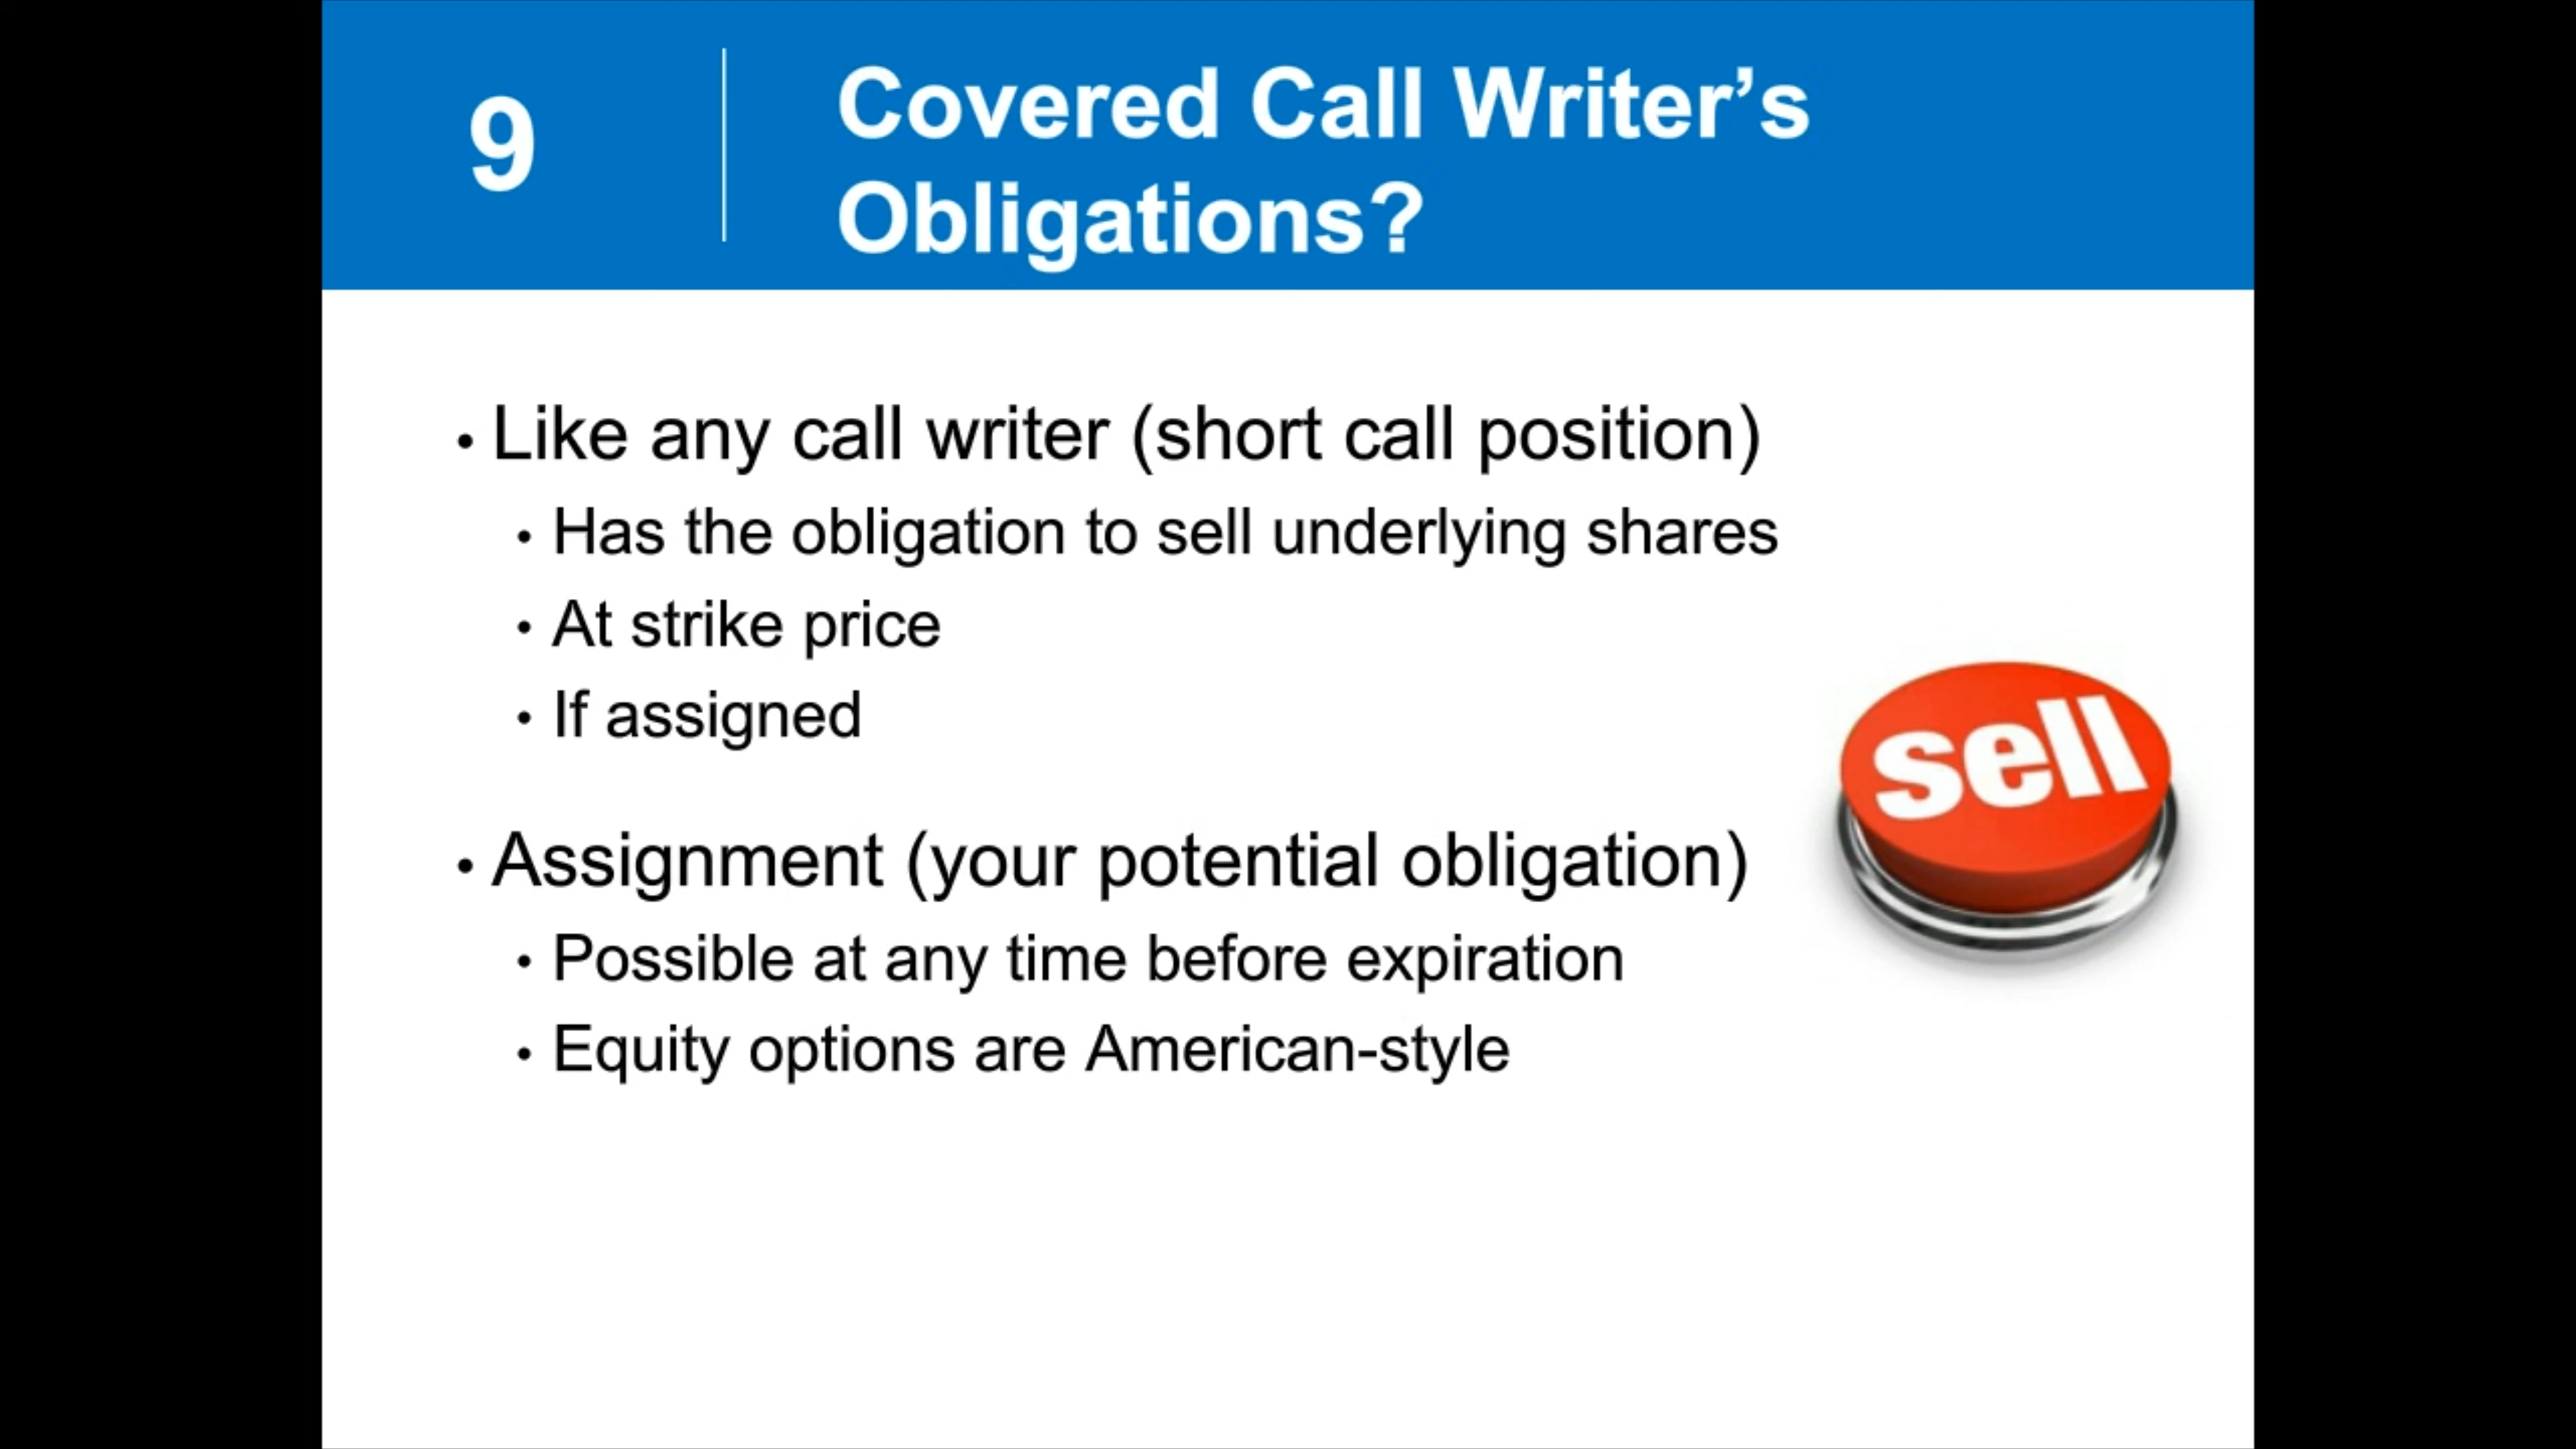 9
Covered Call Writer’s
Obligations?
• Like any call writer (short call position)
• Has the obligation to sell underlying shares
• At strike price
• If assigned
sell
• Assignment (your potential obligation)
• Possible at any time before expiration
• Equity options are American-style